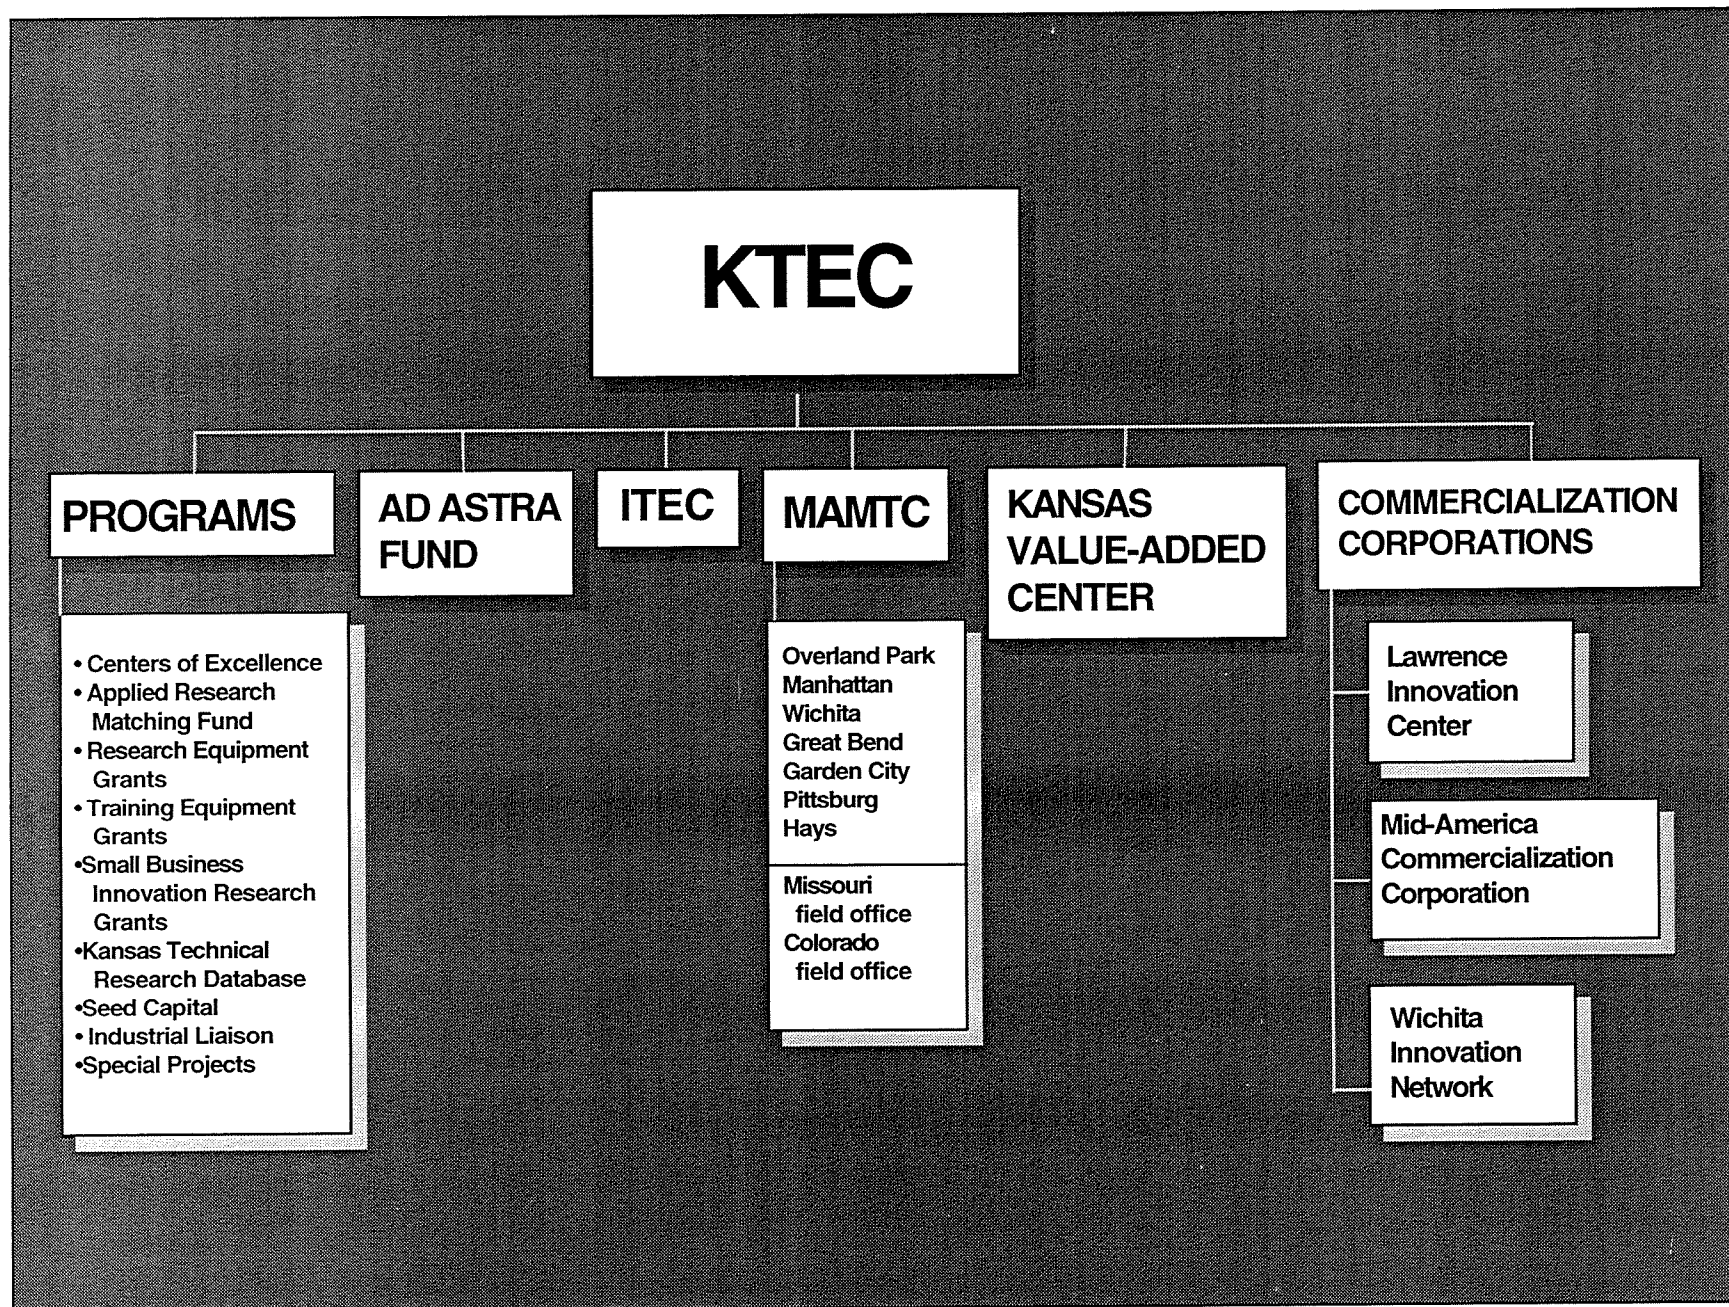 KTEC
PROGRAMS
• Centers of Excellence
• Applied Research
Matching Fund
• Research Equipment
Grants
• Training Equipment
Grants
•Small Business
Innovation Research
Grants
•Kansas Technical
Research Database
•Seed Capital
• Industrial Liaison
•Special Projects
AD ASTRA
FUND
ITEC
MAMTC
Overland Park
Manhattan
Wichita
Great Bend
Garden City
Pittsburg
Hays
Missouri
field office
Colorado
field office
KANSAS
VALUE-ADDED
CENTER
COMMERCIALIZATION
CORPORATIONS
Lawrence
Innovation
Center
Mid-America
Commercialization
Corporation
Wichita
Innovation
Network